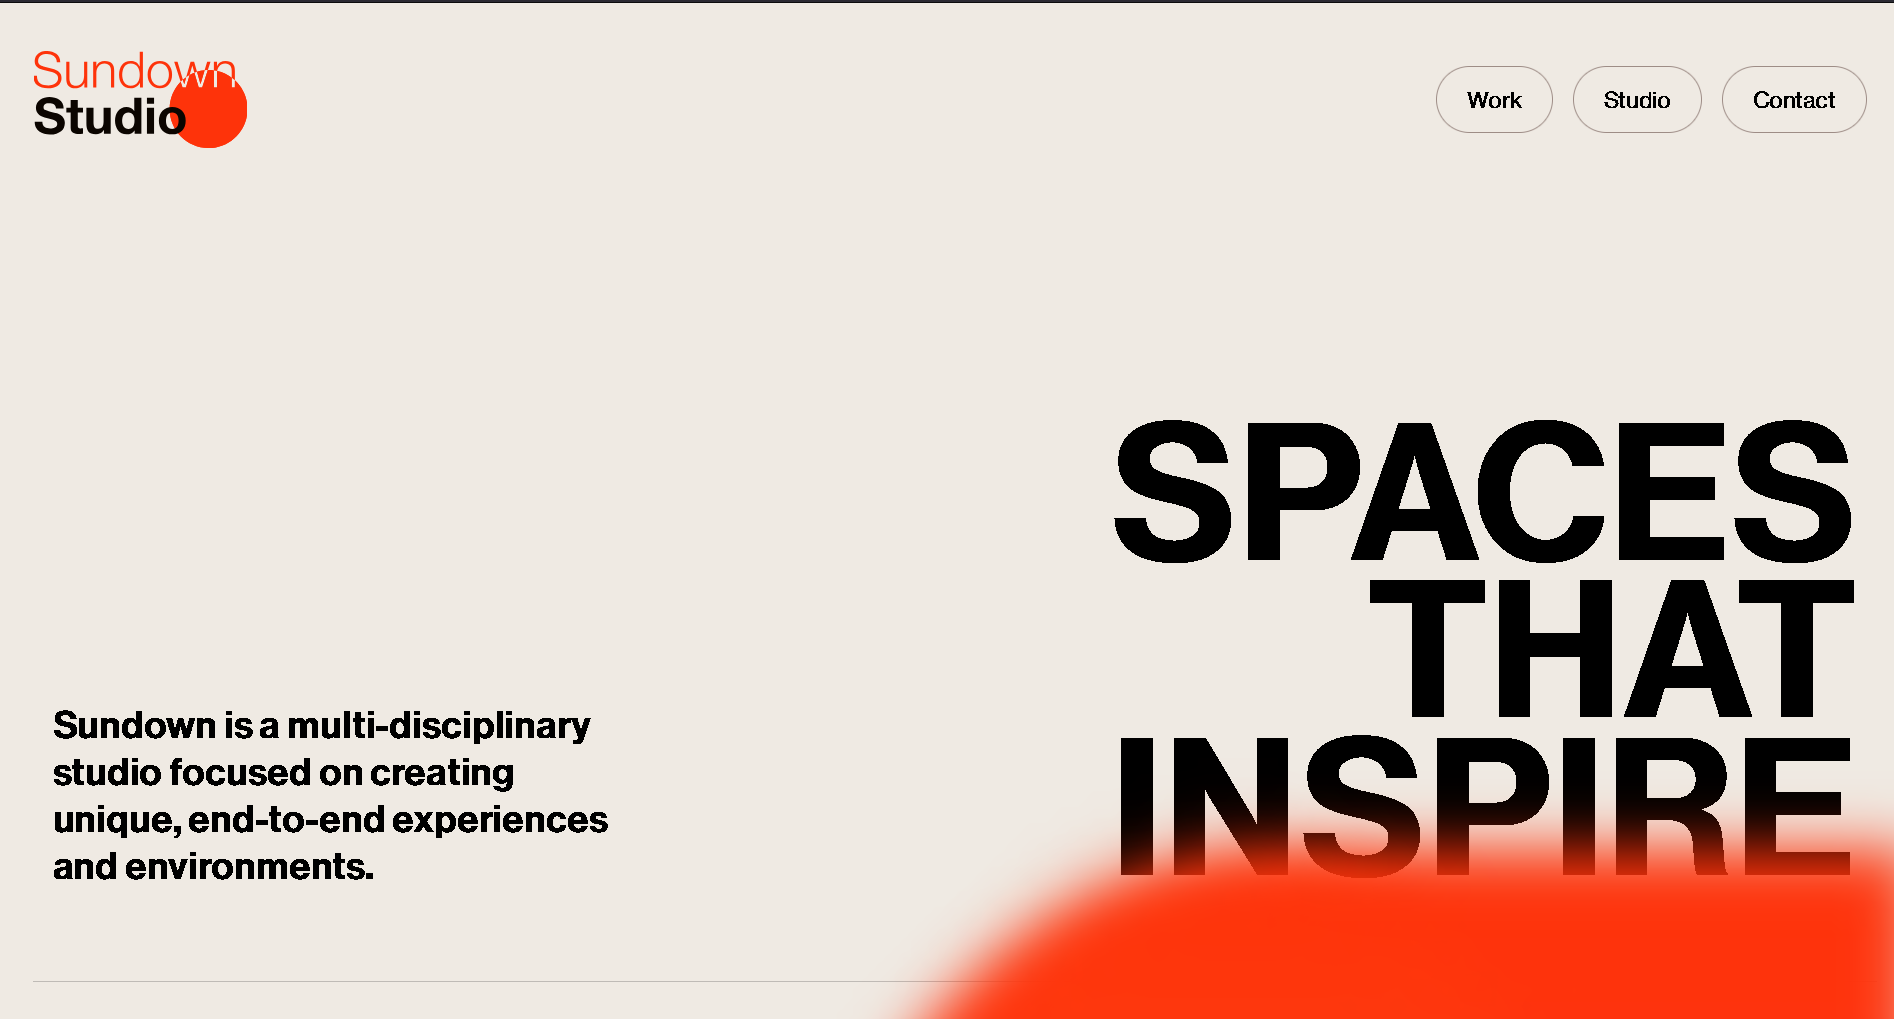 Sundown
Studio
Work
Studio
Contact
SPACES
THAT
INSPIRE
Sundown is a multi-disciplinary
studio focused on creating
unique, end-to-end experiences
and environments.